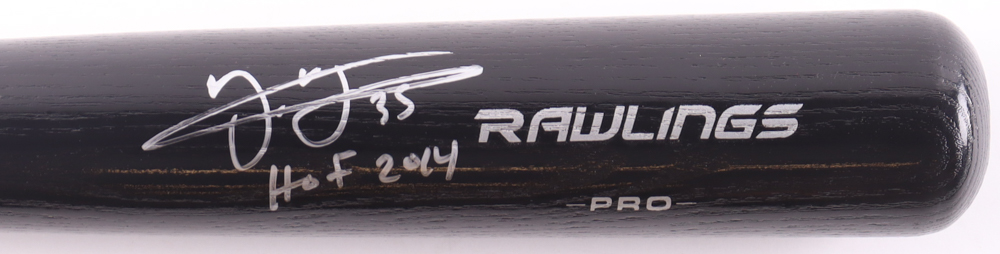 35
HOF 2014
RAWLINGS
-PRO-